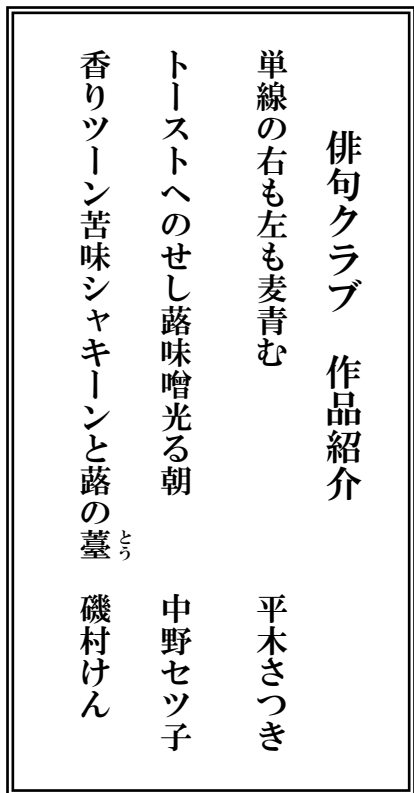 俳句クラブ　作品紹介
単線の右も左も麦青む　平木さつき
トーストへのせし蕗味噌光る朝　中野セツ子
香りツーン苦味シャキーンと蕗の薹　磯村けん
とう